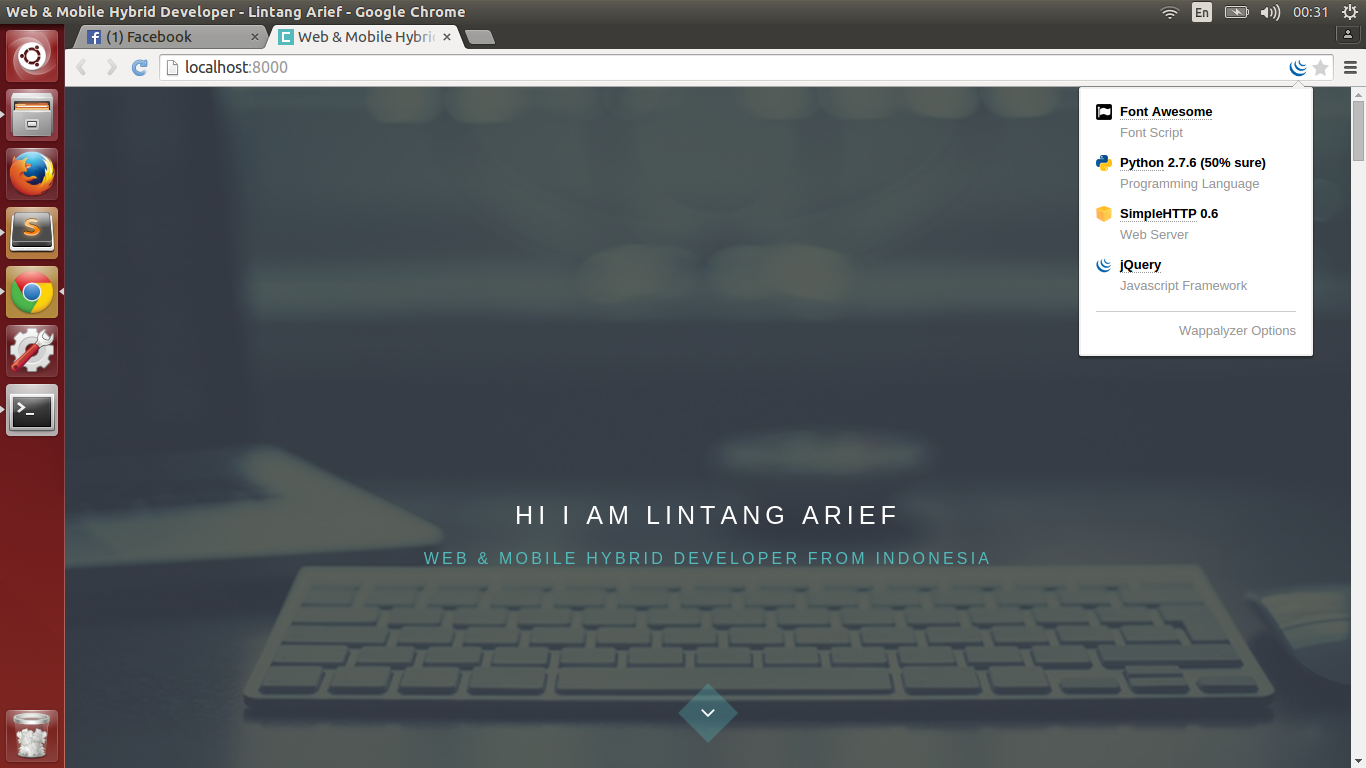 Web & Mobile Hybrid Developer - Lintang Arief - Google Chrome
En
00:31
(1) Facebook
Web & Mobile Hybri
localhost:8000
Font Awesome
Font Script
Python 2.7.6 (50% sure)
Programming Language
SimpleHTTP 0.6
Web Server
jQuery
Javascript Framework
Wappalyzer Options
HI I AM LINTANG ARIEF
WEB & MOBILE HYBRID DEVELOPER FROM INDONESIA